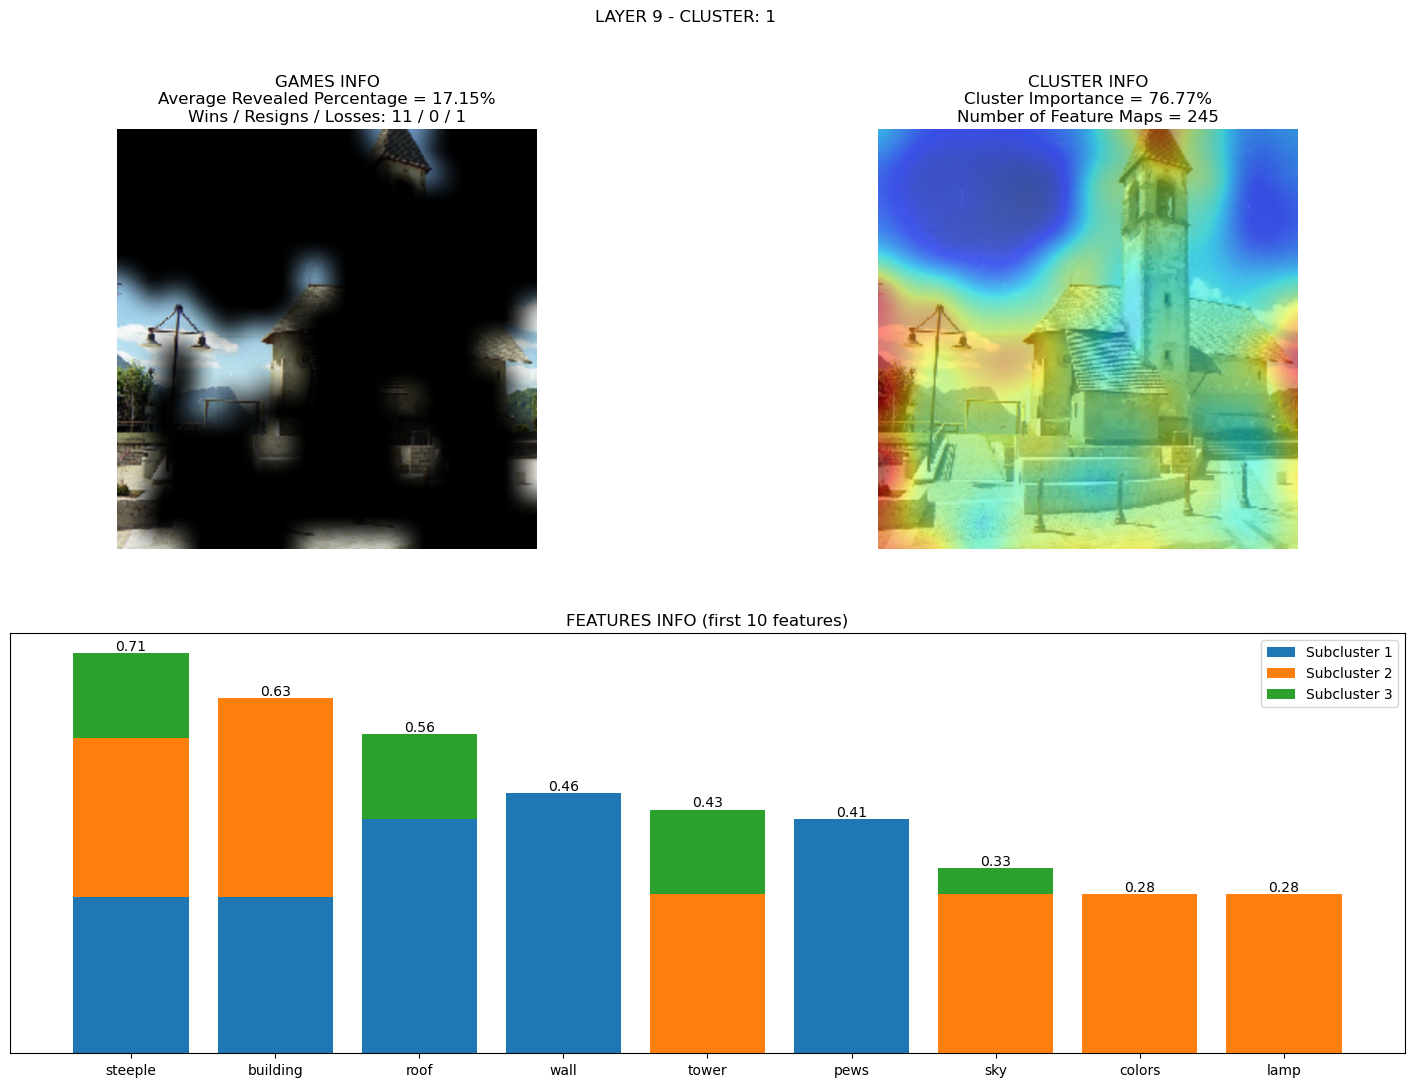 LAYER 9 - CLUSTER: 1
GAMES INFO
Average Revealed Percentage = 17.15%
Wins / Resigns / Losses: 11 / 0 / 1
CLUSTER INFO
Cluster Importance = 76.77%
Number of Feature Maps = 245
FEATURES INFO (first 10 features)
0.71
0.63
0.56
0.46
0.43
0.41
0.33
0.28
0.28
Subcluster 1
Subcluster 2
Subcluster 3
steeple
building
roof
wall
tower
pews
sky
colors
lamp